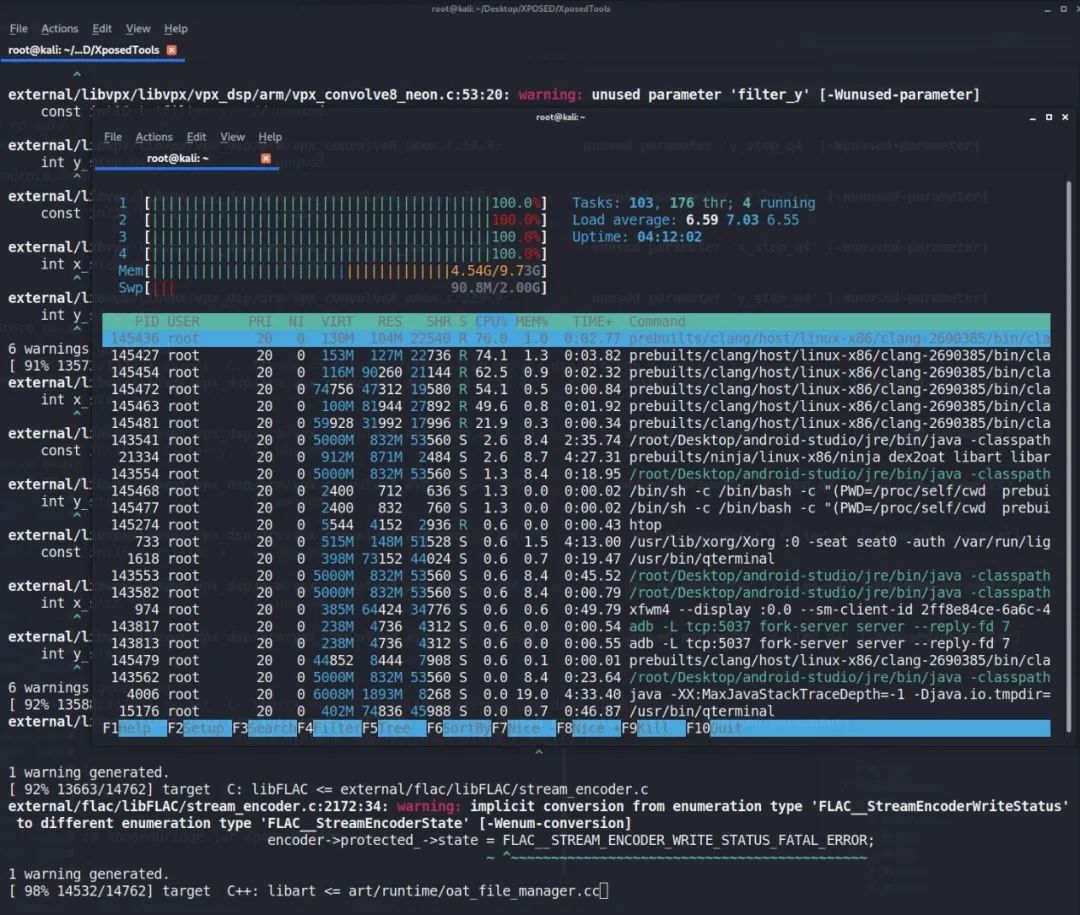 root@kali:~/Desktop/XPOSED/XposedTools
File Actions Edit View Help
root@kali: ~/...D/XposedTools
^
external/libvpx/libvpx/vpx_dsp/arm/vpx_convolve8_neon.c:53:20: warning: unused parameter 'filter_y' [-Wunused-parameter]
const
external/l
int y_
external/l
const
external/l
int x_
external/l
int y_
6 warnings
[ 91% 1357
external/l
int x_
external/l
const
external/l
int y_
external/l
const
external/l
int x_
external/l
int y_
6 warnings
[ 92% 1358
external/l
root@kali: ~
File Actions Edit View Help
root@kali: ~
1 [||||||||||||||||||||||||||||||||||||||||||100.0%] Tasks: 103, 176 thr; 4 running
2 [||||||||||||||||||||||||||||||||||||||||||100.0%] Load average: 6.59 7.03 6.55
3 [||||||||||||||||||||||||||||||||||||||||||100.0%] Uptime: 04:12:02
4 [||||||||||||||||||||||||||||||||||||||||||100.0%]
Mem[|||||||||||||||||||||||||||||||||||||4.54G/9.73G]
Swp[||| 90.8M/2.00G]
PID USER PRI NI VIRT RES SHR S CPU% MEM% TIME+ Command
145436 root 20 0 130M 104M 22540 R 76.0 1.0 0:02.77 prebuilts/clang/host/linux-x86/clang-2690385/bin/cla
145427 root 20 0 153M 127M 22736 R 74.1 1.3 0:03.82 prebuilts/clang/host/linux-x86/clang-2690385/bin/cla
145454 root 20 0 116M 90260 21144 R 62.5 0.9 0:02.32 prebuilts/clang/host/linux-x86/clang-2690385/bin/cla
145472 root 20 0 74756 47312 19580 R 54.1 0.5 0:00.84 prebuilts/clang/host/linux-x86/clang-2690385/bin/cla
145463 root 20 0 100M 81944 27892 R 49.6 0.8 0:01.92 prebuilts/clang/host/linux-x86/clang-2690385/bin/cla
145481 root 20 0 59928 31992 17996 R 21.9 0.3 0:00.34 prebuilts/clang/host/linux-x86/clang-2690385/bin/cla
143541 root 20 0 5000M 832M 53560 S 2.6 8.4 2:35.74 /root/Desktop/android-studio/jre/bin/java -classpath
21334 root 20 0 912M 871M 2484 S 2.6 8.7 4:27.31 prebuilts/ninja/linux-x86/ninja dex2oat libart libar
143554 root 20 0 5000M 832M 53560 S 1.3 8.4 0:18.95 /root/Desktop/android-studio/jre/bin/java -classpath
145468 root 20 0 2400 712 636 S 1.3 0.0 0:00.02 /bin/sh -c /bin/bash -c "(PWD=/proc/self/cwd prebui
145477 root 20 0 2400 832 760 S 1.3 0.0 0:00.02 /bin/sh -c /bin/bash -c "(PWD=/proc/self/cwd prebui
145274 root 20 0 5544 4152 2936 R 0.6 0.0 0:00.43 htop
733 root 20 0 515M 148M 51528 S 0.6 1.5 4:13.00 /usr/lib/xorg/Xorg :0 -seat seat0 -auth /var/run/lig
1618 root 20 0 398M 73152 44024 S 0.6 0.7 0:19.47 /usr/bin/qterminal
143553 root 20 0 5000M 832M 53560 S 0.6 8.4 0:45.52 /root/Desktop/android-studio/jre/bin/java -classpath
143582 root 20 0 5000M 832M 53560 S 0.6 8.4 0:00.79 /root/Desktop/android-studio/jre/bin/java -classpath
974 root 20 0 385M 64424 34776 S 0.6 0.6 0:49.79 xfwm4 --display :0.0 --sm-client-id 2ff8e84ce-6a6c-4
143817 root 20 0 238M 4736 4312 S 0.6 0.0 0:00.54 adb -L tcp:5037 fork-server server --reply-fd 7
143813 root 20 0 238M 4736 4312 S 0.6 0.0 0:00.55 adb -L tcp:5037 fork-server server --reply-fd 7
145479 root 20 0 44852 8444 7908 S 0.6 0.1 0:00.01 prebuilts/clang/host/linux-x86/clang-2690385/bin/cla
143562 root 20 0 5000M 832M 53560 S 0.0 8.4 0:23.64 /root/Desktop/android-studio/jre/bin/java -classpath
4006 root 20 0 6008M 1893M 8268 S 0.0 19.0 4:33.40 java -XX:MaxJavaStackTraceDepth=-1 -Djava.io.tmpdir=
15176 root 20 0 402M 74836 45988 S 0.0 0.7 0:46.87 /usr/bin/qterminal
F1Help F2Setup F3Search F4Filter F5Tree F6SortBy F7Nice - F8Nice + F9Kill F10Quit
^
1 warning generated.
[ 92% 13663/14762] target C: libFLAC <= external/flac/libFLAC/stream_encoder.c
external/flac/libFLAC/stream_encoder.c:2172:34: warning: implicit conversion from enumeration type 'FLAC__StreamEncoderWriteStatus'
to different enumeration type 'FLAC__StreamEncoderState' [-Wenum-conversion]
encoder->protected_->state = FLAC__STREAM_ENCODER_WRITE_STATUS_FATAL_ERROR;
~ ^~~~~~~~~~~~~~~~~~~~~~~~~~~~~~~~~~~~~~~~~~~
1 warning generated.
[ 98% 14532/14762] target C++: libart <= art/runtime/oat_file_manager.cc